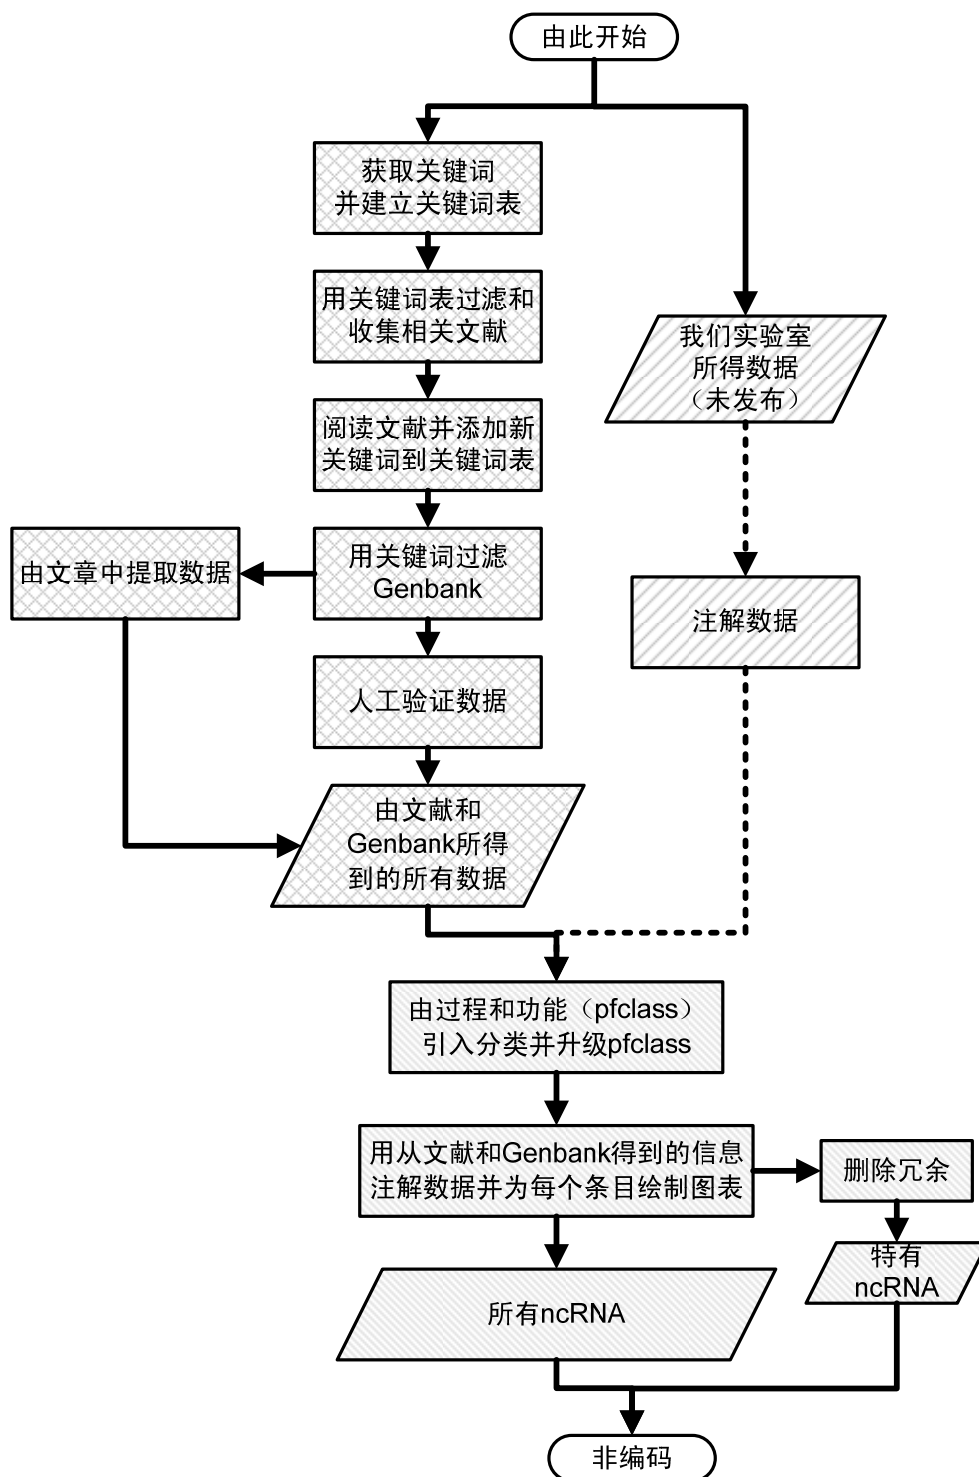 由此开始
获取关键词
并建立关键词表
用关键词表过滤和
收集相关文献
我们实验室
所得数据
（未发布）
阅读文献并添加新
关键词到关键词表
由文章中提取数据
用关键词过滤
Genbank
注解数据
人工验证数据
由文献和
Genbank所得
到的所有数据
由过程和功能（pfclass）
引入分类并升级pfclass
用从文献和Genbank得到的信息
注解数据并为每个条目绘制图表
删除冗余
特有
ncRNA
所有ncRNA
非编码